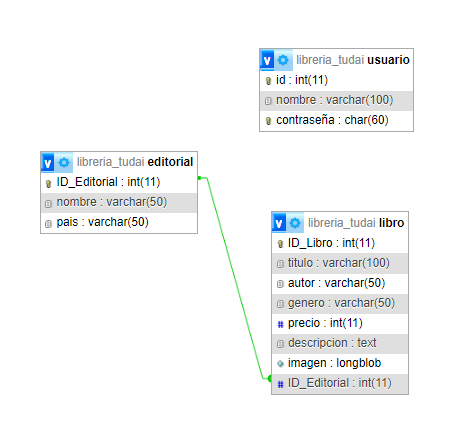 libreria_tudai usuario
id : int(11)
nombre : varchar(100)
contraseña : char(60)
libreria_tudai editorial
ID_Editorial : int(11)
nombre : varchar(50)
pais : varchar(50)
libreria_tudai libro
ID_Libro : int(11)
titulo : varchar(100)
autor : varchar(50)
genero : varchar(50)
# precio : int(11)
descripcion : text
imagen : longblob
# ID_Editorial : int(11)